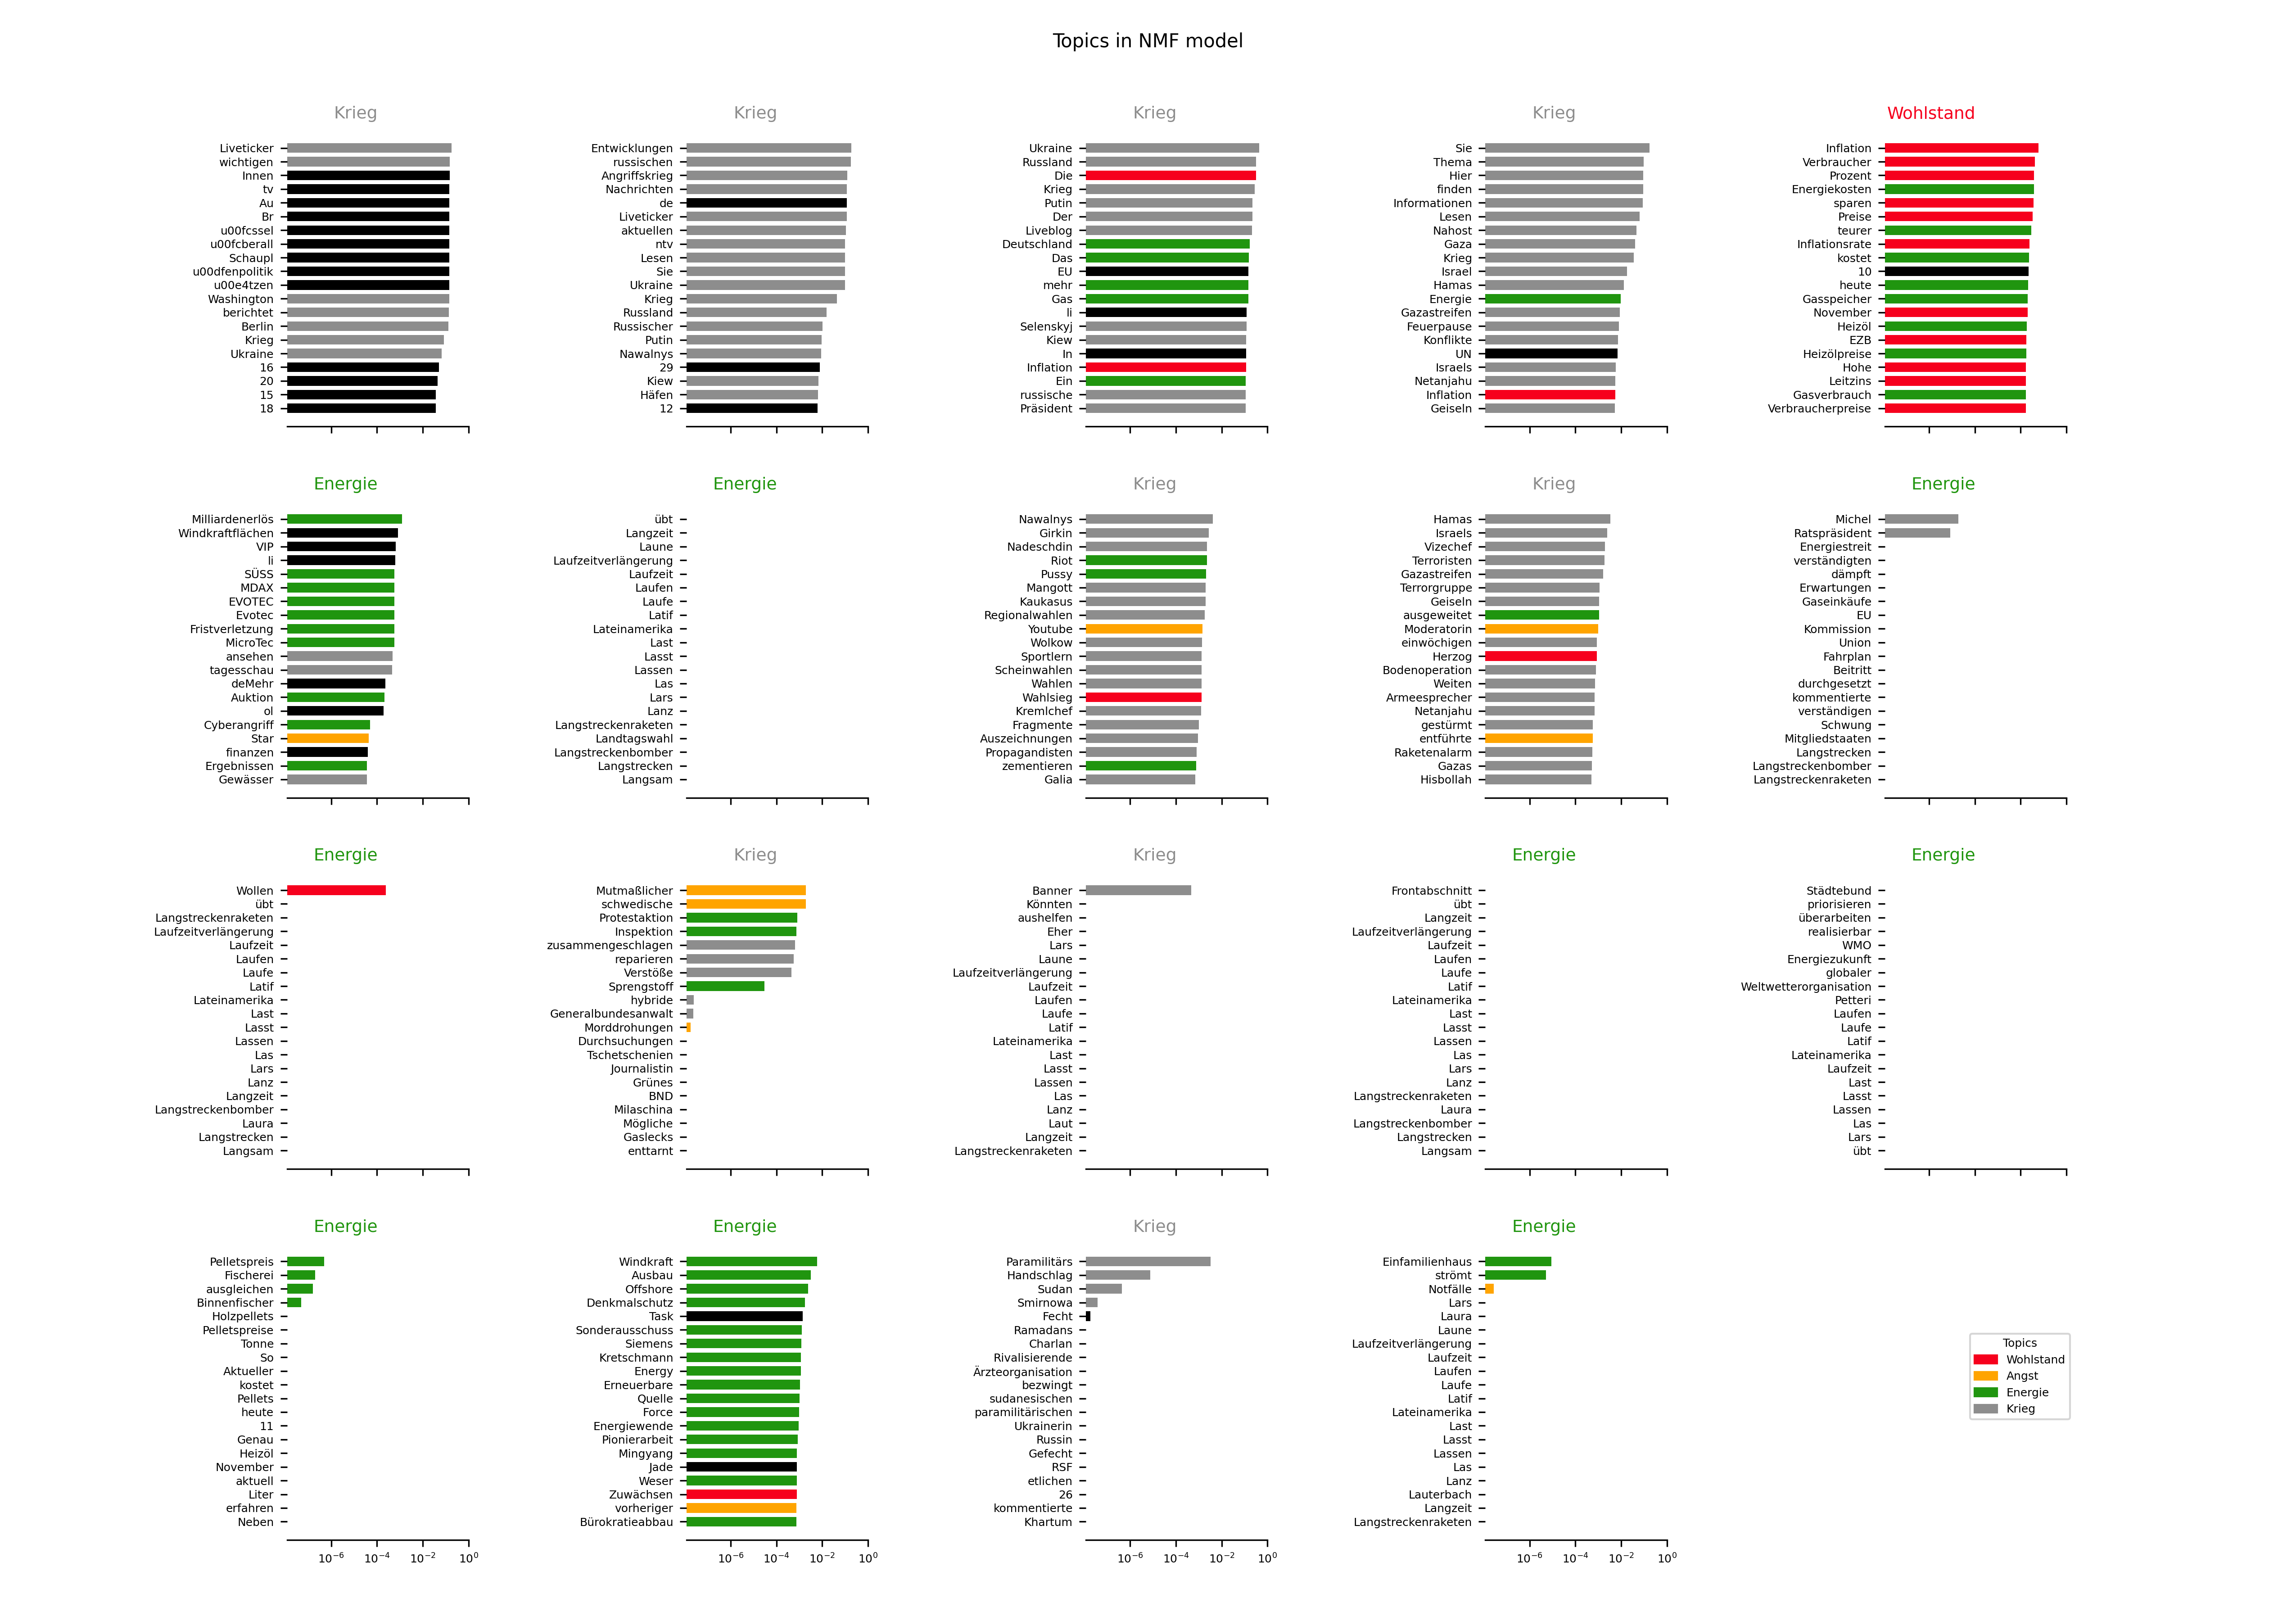 Topics in NMF model
Krieg
Liveticker
wichtigen
Innen
tv
Au
Br
u00fcssel
u00fcberall
Schaupl
u00dfenpolitik
u00e4tzen
Washington
berichtet
Berlin
Krieg
Ukraine
16
20
15
18
Krieg
Entwicklungen
russischen
Angriffskrieg
Nachrichten
de
Liveticker
aktuellen
ntv
Lesen
Sie
Ukraine
Krieg
Russland
Russischer
Putin
Nawalnys
29
Kiew
Häfen
12
Krieg
Ukraine
Russland
Die
Krieg
Putin
Der
Liveblog
Deutschland
Das
EU
mehr
Gas
li
Selenskyj
Kiew
In
Inflation
Ein
russische
Präsident
Krieg
Sie
Thema
Hier
finden
Informationen
Lesen
Nahost
Gaza
Krieg
Israel
Hamas
Energie
Gazastreifen
Feuerpause
Konflikte
UN
Israels
Netanjahu
Inflation
Geiseln
Wohlstand
Inflation
Verbraucher
Prozent
Energiekosten
sparen
Preise
teurer
Inflationsrate
kostet
10
heute
Gasspeicher
November
Heizöl
EZB
Heizölpreise
Hohe
Leitzins
Gasverbrauch
Verbraucherpreise
Energie
Milliardenerlös
Windkraftflächen
VIP
li
SÜSS
MDAX
EVOTEC
Evotec
Fristverletzung
MicroTec
ansehen
tagesschau
deMehr
Auktion
ol
Cyberangriff
Star
finanzen
Ergebnissen
Gewässer
Energie
übt
Langzeit
Laune
Laufzeitverlängerung
Laufzeit
Laufen
Laufe
Latif
Lateinamerika
Last
Lasst
Lassen
Las
Lars
Lanz
Langstreckenraketen
Landtagswahl
Langstreckenbomber
Langstrecken
Langsam
Krieg
Nawalnys
Girkin
Nadeschdin
Riot
Pussy
Mangott
Kaukasus
Regionalwahlen
Youtube
Wolkow
Sportlern
Scheinwahlen
Wahlen
Wahlsieg
Kremlchef
Fragmente
Auszeichnungen
Propagandisten
zementieren
Galia
Krieg
Hamas
Israels
Vizechef
Terroristen
Gazastreifen
Terrorgruppe
Geiseln
ausgeweitet
Moderatorin
einwöchigen
Herzog
Bodenoperation
Weiten
Armeesprecher
Netanjahu
gestürmt
entführte
Raketenalarm
Gazas
Hisbollah
Energie
Michel
Ratspräsident
Energiestreit
verständigten
dämpft
Erwartungen
Gaseinkäufe
EU
Kommission
Union
Fahrplan
Beitritt
durchgesetzt
kommentierte
verständigen
Schwung
Mitgliedstaaten
Langstrecken
Langstreckenbomber
Langstreckenraketen
Energie
Wollen
übt
Langstreckenraketen
Laufzeitverlängerung
Laufzeit
Laufen
Laufe
Latif
Lateinamerika
Last
Lasst
Lassen
Las
Lars
Lanz
Langzeit
Langstreckenbomber
Laura
Langstrecken
Langsam
Krieg
Mutmaßlicher
schwedische
Protestaktion
Inspektion
zusammengeschlagen
reparieren
Verstöße
Sprengstoff
hybride
Generalbundesanwalt
Morddrohungen
Durchsuchungen
Tschetschenien
Journalistin
Grünes
BND
Milaschina
Mögliche
Gaslecks
enttarnt
Krieg
Banner
Könnten
aushelfen
Eher
Lars
Laune
Laufzeitverlängerung
Laufzeit
Laufen
Laufe
Latif
Lateinamerika
Last
Lasst
Lassen
Las
Lanz
Laut
Langzeit
Langstreckenraketen
Energie
Frontabschnitt
übt
Langzeit
Laufzeitverlängerung
Laufzeit
Laufen
Laufe
Latif
Lateinamerika
Last
Lasst
Lassen
Las
Lars
Lanz
Langstreckenraketen
Laura
Langstreckenbomber
Langstrecken
Langsam
Energie
Städtebund
priorisieren
überarbeiten
realisierbar
WMO
Energiezukunft
globaler
Weltwetterorganisation
Petteri
Laufen
Laufe
Latif
Lateinamerika
Laufzeit
Last
Lasst
Lassen
Las
Lars
übt
Energie
Pelletspreis
Fischerei
ausgleichen
Binnenfischer
Holzpellets
Pelletspreise
Tonne
So
Aktueller
kostet
Pellets
heute
11
Genau
Heizöl
November
aktuell
Liter
erfahren
Neben
10⁻⁶ 10⁻⁴ 10⁻² 10⁰
Energie
Windkraft
Ausbau
Offshore
Denkmalschutz
Task
Sonderausschuss
Siemens
Kretschmann
Energy
Erneuerbare
Quelle
Force
Energiewende
Pionierarbeit
Mingyang
Jade
Weser
Zuwächsen
vorheriger
Bürokratieabbau
10⁻⁶ 10⁻⁴ 10⁻² 10⁰
Krieg
Paramilitärs
Handschlag
Sudan
Smirnowa
Fecht
Ramadans
Charlan
Rivalisierende
Ärzteorganisation
bezwingt
sudanesischen
paramilitärischen
Ukrainerin
Russin
Gefecht
RSF
etlichen
26
kommentierte
Khartum
10⁻⁶ 10⁻⁴ 10⁻² 10⁰
Energie
Einfamilienhaus
strömt
Notfälle
Lars
Laura
Laune
Laufzeitverlängerung
Laufzeit
Laufen
Laufe
Latif
Lateinamerika
Last
Lasst
Lassen
Las
Lanz
Lauterbach
Langzeit
Langstreckenraketen
10⁻⁶ 10⁻⁴ 10⁻² 10⁰
Topics
Wohlstand
Angst
Energie
Krieg